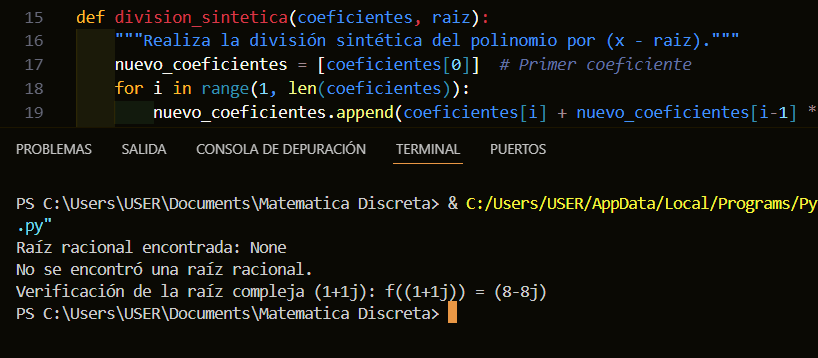 15 def division_sintetica(coeficientes, raiz):
16 """Realiza la división sintética del polinomio por (x - raiz)."""
17 nuevo_coeficientes = [coeficientes[0]]  # Primer coeficiente
18 for i in range(1, len(coeficientes)):
19 nuevo_coeficientes.append(coeficientes[i] + nuevo_coeficientes[i-1] *
PROBLEMAS SALIDA CONSOLA DE DEPURACIÓN TERMINAL PUERTOS
PS C:\Users\USER\Documents\Matematica Discreta> & C:/Users/USER/AppData/Local/Programs/Py
.py"
Raíz racional encontrada: None
No se encontró una raíz racional.
Verificación de la raíz compleja (1+1j): f((1+1j)) = (8-8j)
PS C:\Users\USER\Documents\Matematica Discreta>